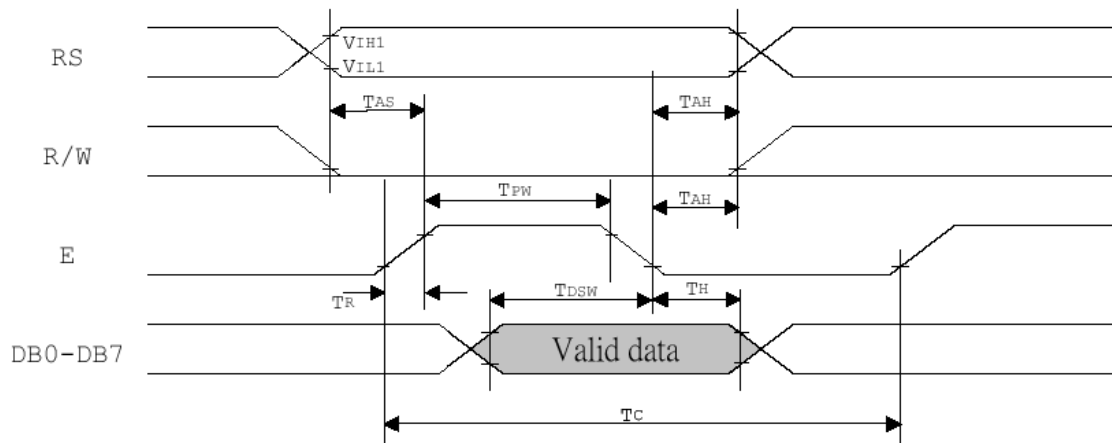 RS
VIH1
VIL1
TAS
TAH
R/W
TPW
TAH
E
TR
TDSW
TH
DB0-DB7
Valid data
TC